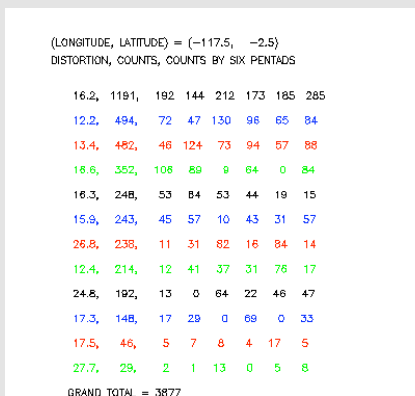 (LONGITUDE, LATITUDE) = (−117.5, −2.5)
DISTORTION, COUNTS, COUNTS BY SIX PENTADS
16.2, 1191, 192 144 212 173 185 285
12.2, 494, 72 47 130 96 65 84
13.4, 482, 46 124 73 94 57 88
16.6, 352, 106 89 9 64 0 84
16.3, 248, 53 64 53 44 19 15
15.9, 243, 45 57 10 43 31 57
26.8, 238, 11 31 82 16 84 14
12.4, 214, 12 41 37 31 76 17
24.8, 192, 13 0 64 22 46 47
17.3, 148, 17 29 0 69 0 33
17.5, 46, 5 7 8 4 17 5
27.7, 29, 2 1 13 0 5 8
GRAND TOTAL = 3877